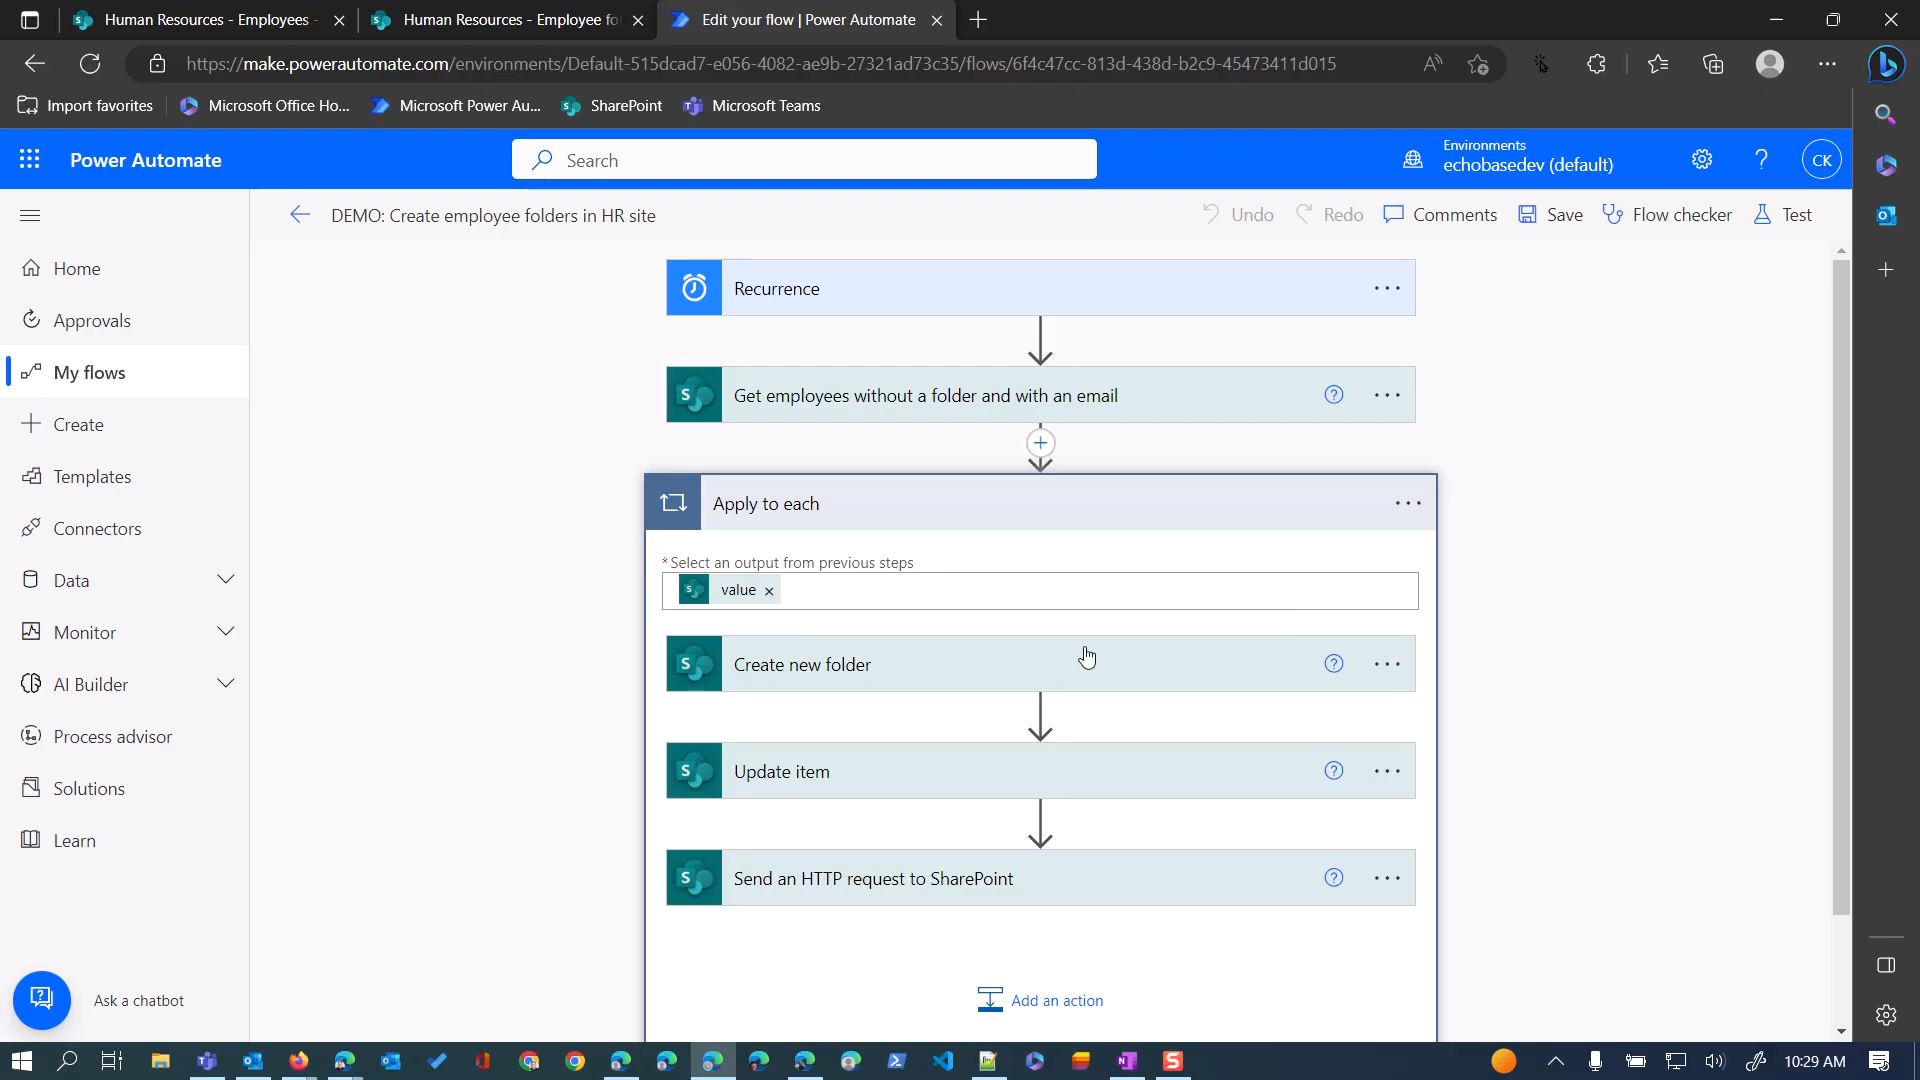 Human Resources - Employees -
Human Resources - Employee fo
Edit your flow | Power Automate
https://make.powerautomate.com/environments/Default-515dcad7-e056-4082-ae9b-27321ad73c35/flows/6f4c47cc-813d-438d-b2c9-45473411d015
Import favorites
Microsoft Office Ho...
Microsoft Power Au...
SharePoint
Microsoft Teams
Power Automate
Search
Environments
echobasedev (default)
CK
DEMO: Create employee folders in HR site
Undo
Redo
Comments
Save
Flow checker
Test
Home
Approvals
My flows
Create
Templates
Connectors
Data
Monitor
AI Builder
Process advisor
Solutions
Learn
Ask a chatbot
Recurrence
Get employees without a folder and with an email
Apply to each
* Select an output from previous steps
value
Create new folder
Update item
Send an HTTP request to SharePoint
Add an action
10:29 AM